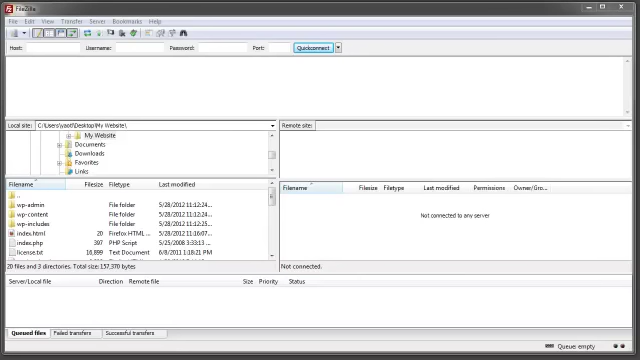 FileZilla
File Edit View Transfer Server Bookmarks Help
Host: Username: Password: Port: Quickconnect
Local site: C:\Users\yaotl\Desktop\My Website\ Remote site:
My Website
Documents
Downloads
Favorites
Links
Filename Filesize Filetype Last modified
Filename Filesize Filetype Last modified Permissions Owner/Gro...
..
wp-admin File folder 5/28/2012 11:12:24...
wp-content File folder 5/28/2012 11:12:24...
wp-includes File folder 5/28/2012 11:12:24...
index.html 20 Firefox HTM... 5/28/2012 11:16:07...
index.php 397 PHP Script 5/25/2008 3:33:13 ...
license.txt 16,899 Text Document 6/8/2011 1:18:21 PM
Not connected to any server
20 files and 3 directories. Total size: 157,370 bytes
Not connected.
Server/Local file Direction Remote file Size Priority Status
Queued files Failed transfers Successful transfers
Queue: empty